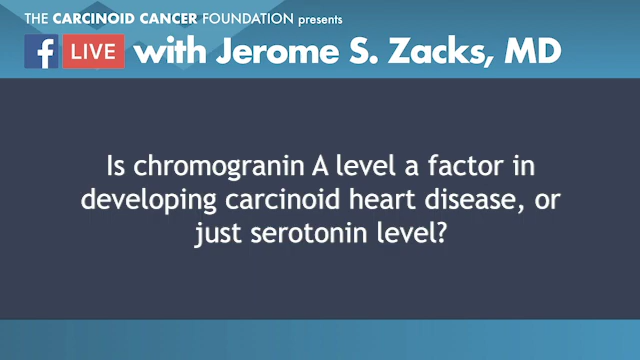 THE CARCINOID CANCER FOUNDATION presents
f LIVE with Jerome S. Zacks, MD
Is chromogranin A level a factor in
developing carcinoid heart disease, or
just serotonin level?